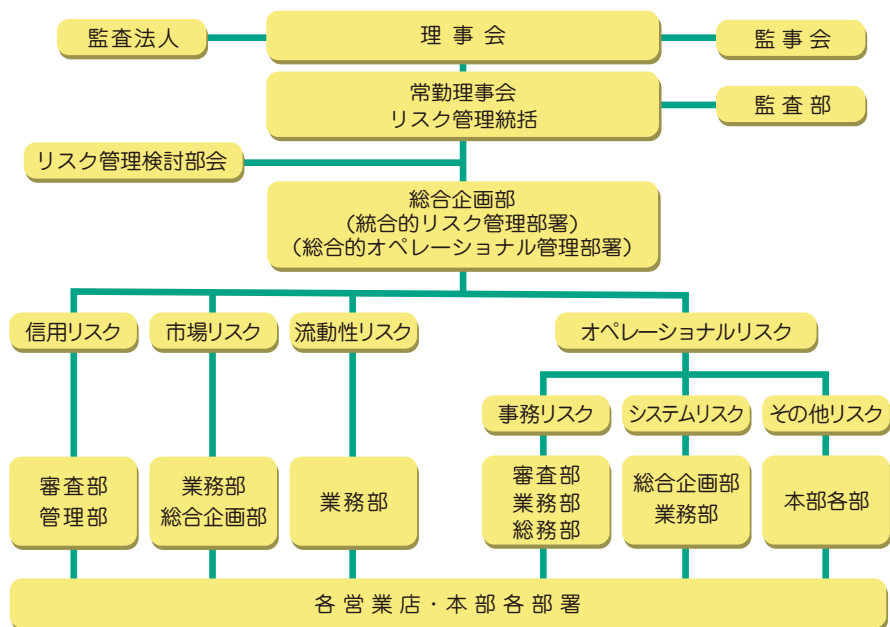 監査法人
理事会
監事会
常勤理事会
リスク管理統括
監査部
リスク管理検討部会
総合企画部
(統合的リスク管理部署)
(総合的オペレーショナル管理部署)
信用リスク
市場リスク
流動性リスク
オペレーショナルリスク
事務リスク
システムリスク
その他リスク
審査部
管理部
業務部
総合企画部
業務部
審査部
業務部
総務部
総合企画部
業務部
本部各部
各営業店・本部各部署